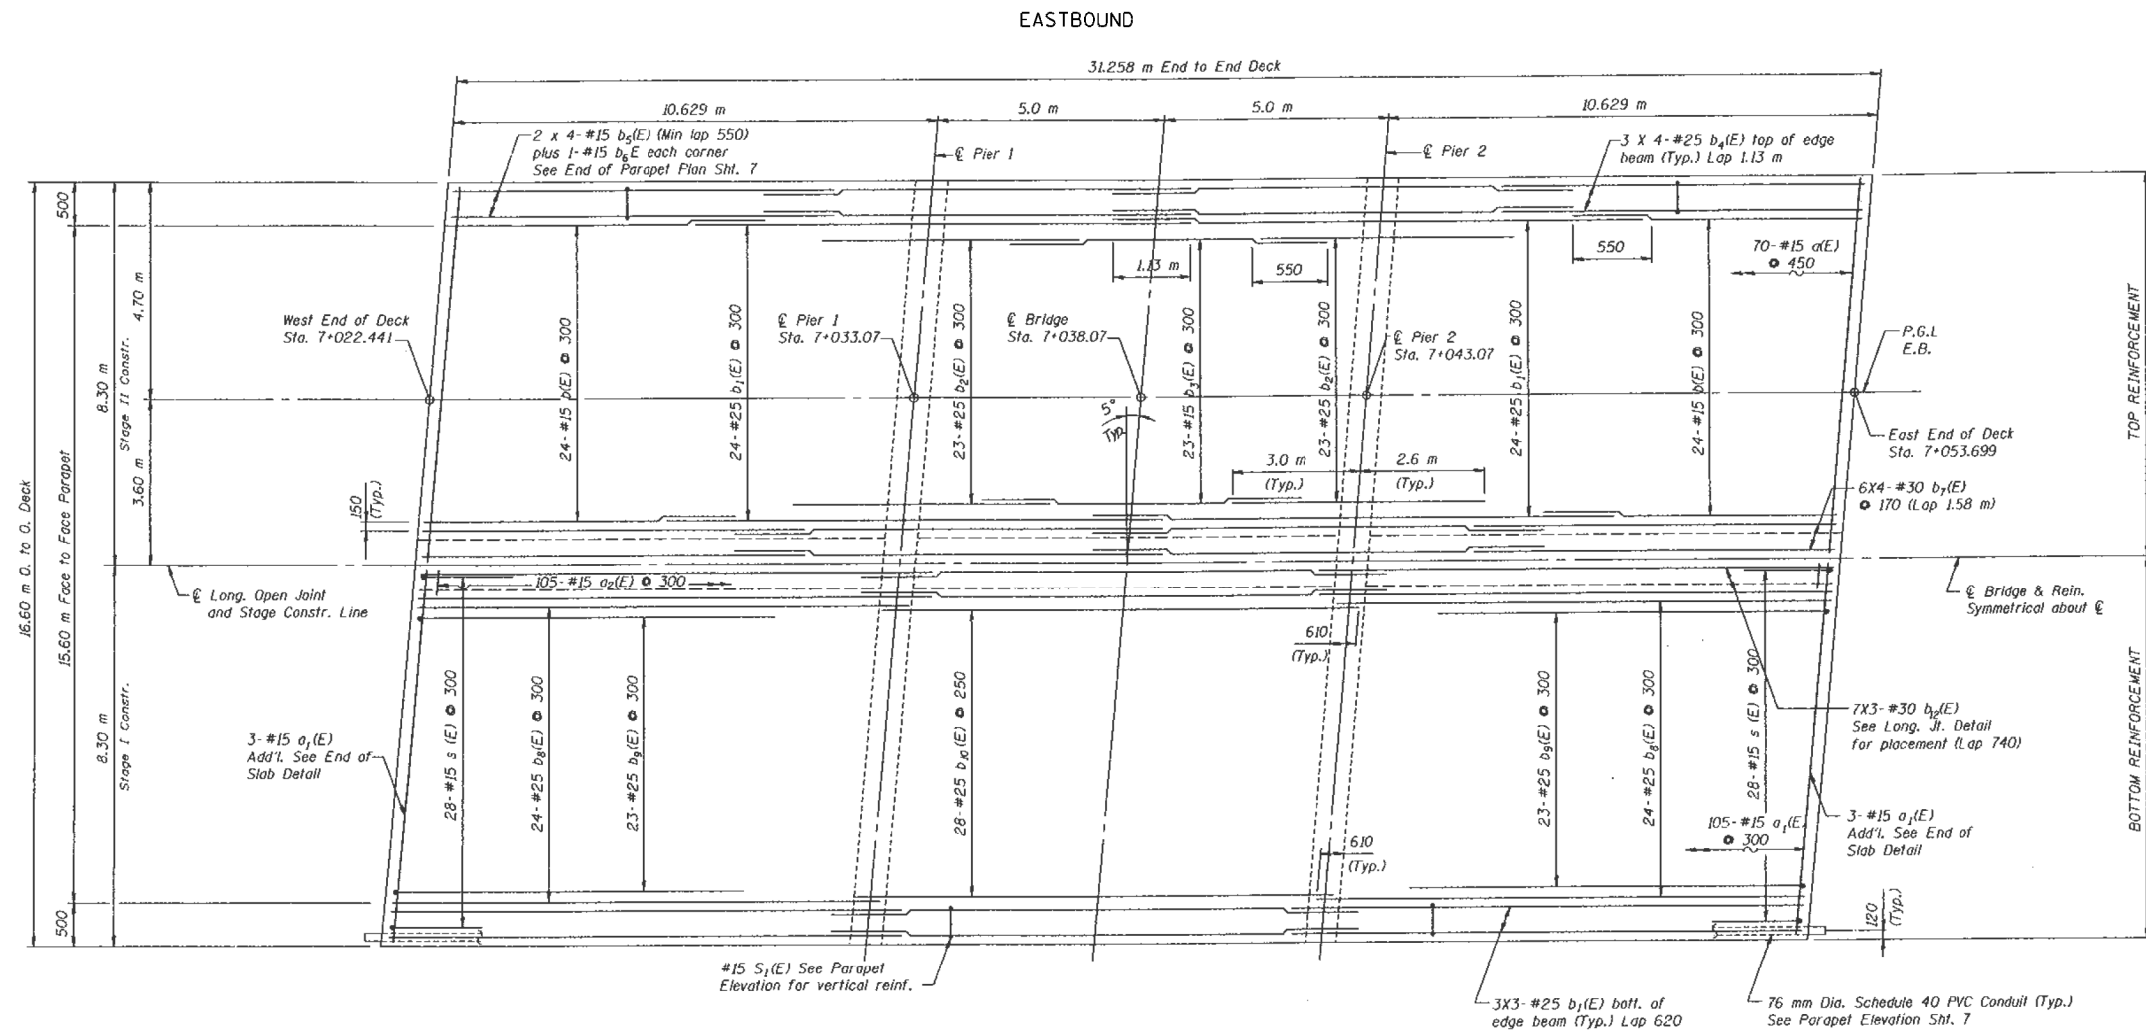 EASTBOUND
31.258 m End to End Deck
10.629 m
5.0 m
5.0 m
10.629 m
2 x 4-#15 b5(E) (Min lap 550)
plus 1-#15 b6E each corner
See End of Parapet Plan Sht. 7
℄ Pier 1
℄ Pier 2
3 X 4-#25 b4(E) top of edge
beam (Typ.) Lap 1.13 m
500
4.70 m
8.30 m
Stage II Constr.
3.60 m
16.60 m O. to O. Deck
15.60 m Face to Face Parapet
150
(Typ.)
550
70-#15 a(E)
@ 450
1.13 m
550
West End of Deck
Sta. 7+022.441
24-#15 b(E) @ 300
24-#25 b1(E) @ 300
℄ Pier 1
Sta. 7+033.07
23-#25 b2(E) @ 300
℄ Bridge
Sta. 7+038.07
5°
Typ.
23-#15 b3(E) @ 300
23-#25 b2(E) @ 300
℄ Pier 2
Sta. 7+043.07
24-#25 b1(E) @ 300
24-#15 b(E) @ 300
P.G.L
E.B.
East End of Deck
Sta. 7+053.699
TOP REINFORCEMENT
3.0 m
(Typ.)
2.6 m
(Typ.)
6X4-#30 b7(E)
@ 170 (Lap 1.58 m)
℄ Long. Open Joint
and Stage Constr. Line
105-#15 a2(E) @ 300
℄ Bridge & Rein.
Symmetrical about ℄
610
(Typ.)
8.30 m
Stage I Constr.
3-#15 a1(E)
Add'l. See End of
Slab Detail
28-#15 s (E) @ 300
24-#25 b8(E) @ 300
23-#25 b9(E) @ 300
28-#25 b10(E) @ 250
23-#25 b9(E) @ 300
24-#25 b8(E) @ 300
28-#15 s (E) @ 300
7X3-#30 b12(E)
See Long. Jt. Detail
for placement (Lap 740)
105-#15 a1(E)
@ 300
3-#15 a1(E)
Add'l. See End of
Slab Detail
BOTTOM REINFORCEMENT
610
(Typ.)
500
120
(Typ.)
#15 S1(E) See Parapet
Elevation for vertical reinf.
3X3-#25 b1(E) bott. of
edge beam (Typ.) Lap 620
76 mm Dia. Schedule 40 PVC Conduit (Typ.)
See Parapet Elevation Sht. 7